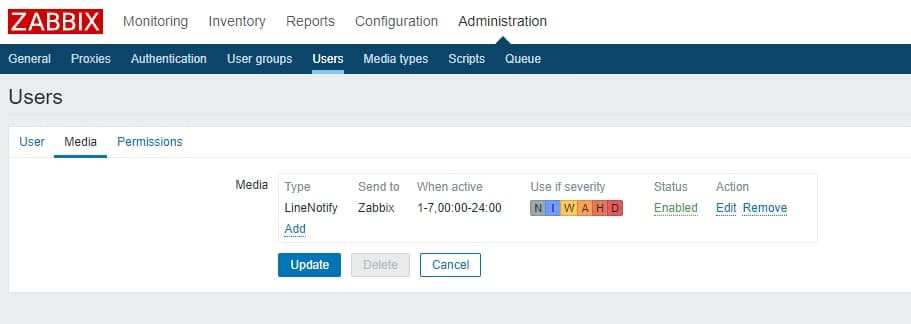 ZABBIX Monitoring Inventory Reports Configuration Administration
General Proxies Authentication User groups Users Media types Scripts Queue
Users
User Media Permissions
Media Type Send to When active Use if severity Status Action
LineNotify Zabbix 1-7,00:00-24:00 N I W A H D Enabled Edit Remove
Add
Update Delete Cancel